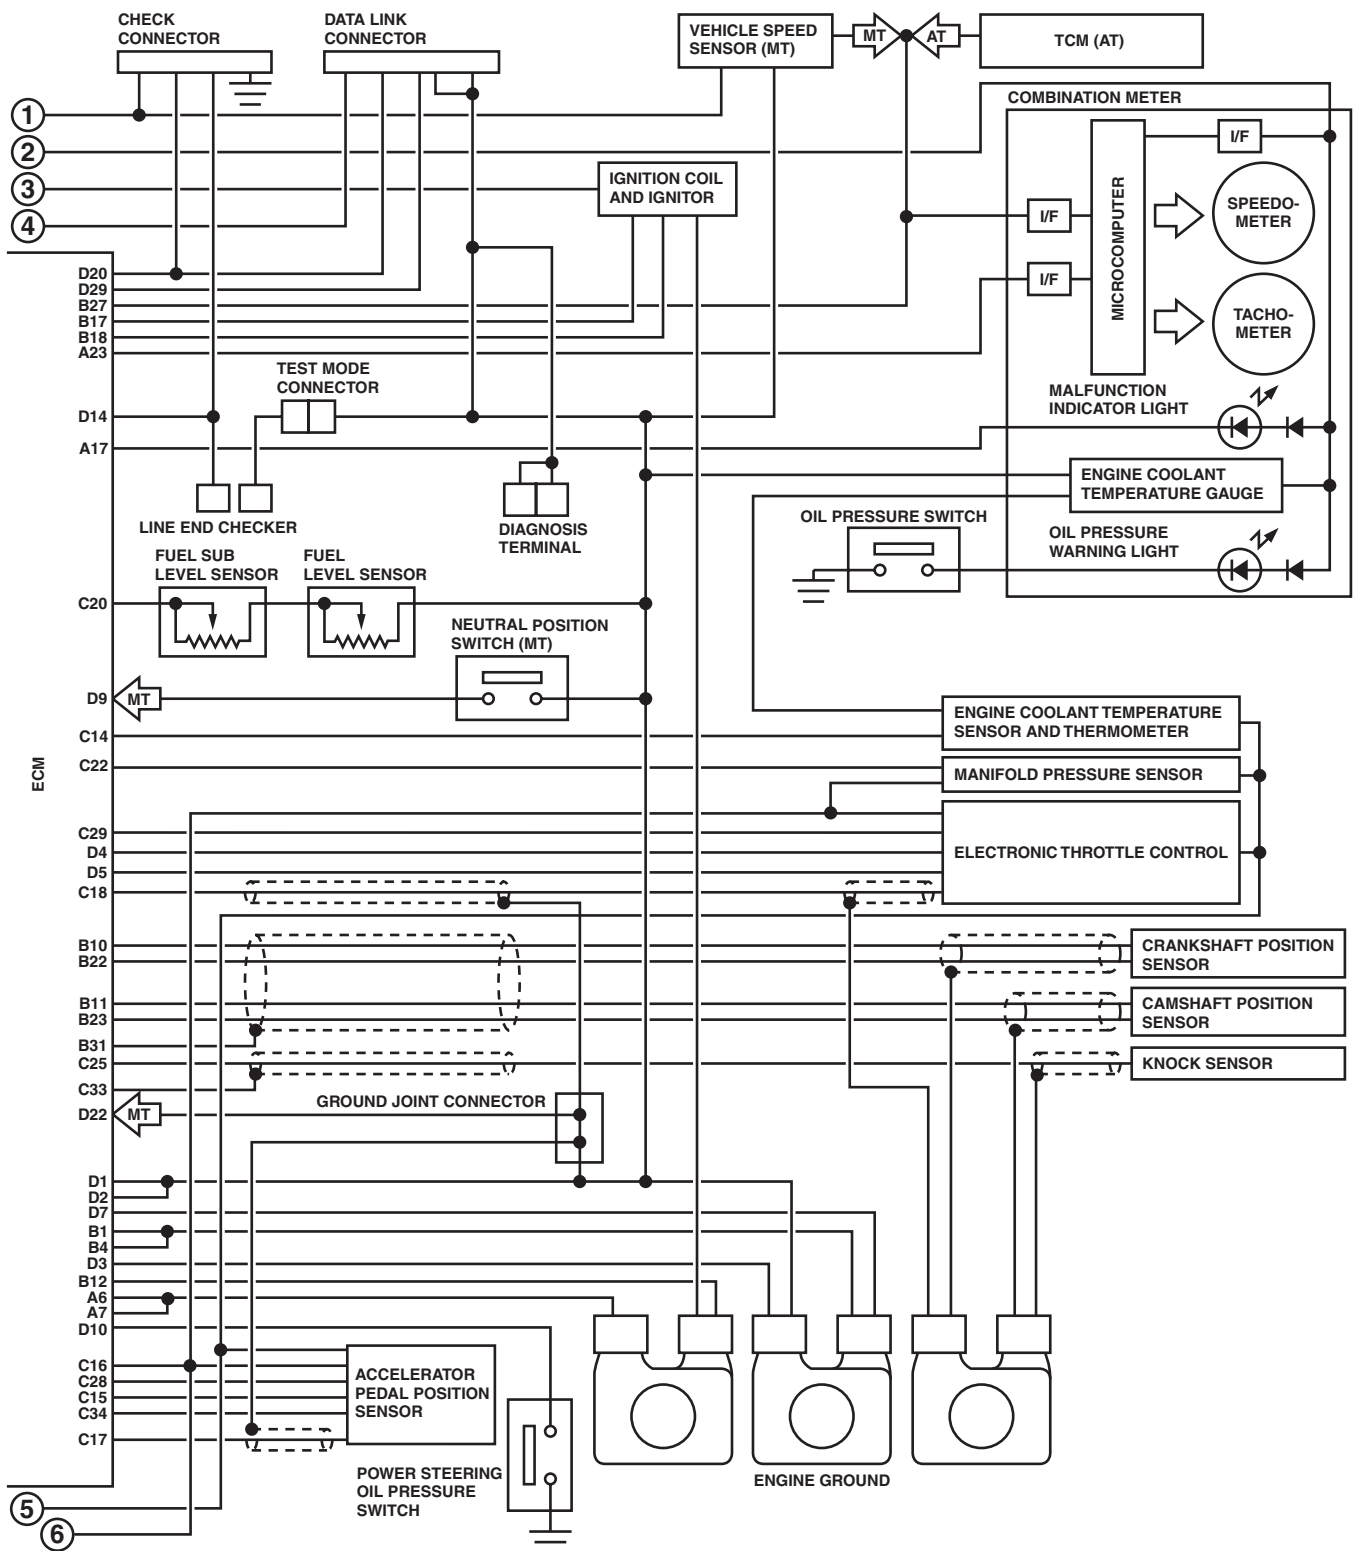 CHECK
CONNECTOR
DATA LINK
CONNECTOR
VEHICLE SPEED
SENSOR (MT)
MT
AT
TCM (AT)
COMBINATION METER
1
2
3
4
I/F
IGNITION COIL
AND IGNITOR
MICROCOMPUTER
I/F
SPEEDO-
METER
I/F
TACHO-
METER
D20
D29
B27
B17
B18
A23
TEST MODE
CONNECTOR
MALFUNCTION
INDICATOR LIGHT
D14
A17
ENGINE COOLANT
TEMPERATURE GAUGE
LINE END CHECKER
DIAGNOSIS
TERMINAL
OIL PRESSURE SWITCH
OIL PRESSURE
WARNING LIGHT
FUEL SUB
LEVEL SENSOR
FUEL
LEVEL SENSOR
C20
NEUTRAL POSITION
SWITCH (MT)
D9
MT
C14
ENGINE COOLANT TEMPERATURE
SENSOR AND THERMOMETER
ECM
C22
MANIFOLD PRESSURE SENSOR
C29
D4
D5
C18
ELECTRONIC THROTTLE CONTROL
B10
B22
CRANKSHAFT POSITION
SENSOR
B11
B23
CAMSHAFT POSITION
SENSOR
B31
C25
KNOCK SENSOR
C33
D22
MT
GROUND JOINT CONNECTOR
D1
D2
D7
B1
B4
D3
B12
A6
A7
D10
C16
C28
C15
C34
C17
ACCELERATOR
PEDAL POSITION
SENSOR
POWER STEERING
OIL PRESSURE
SWITCH
ENGINE GROUND
5
6